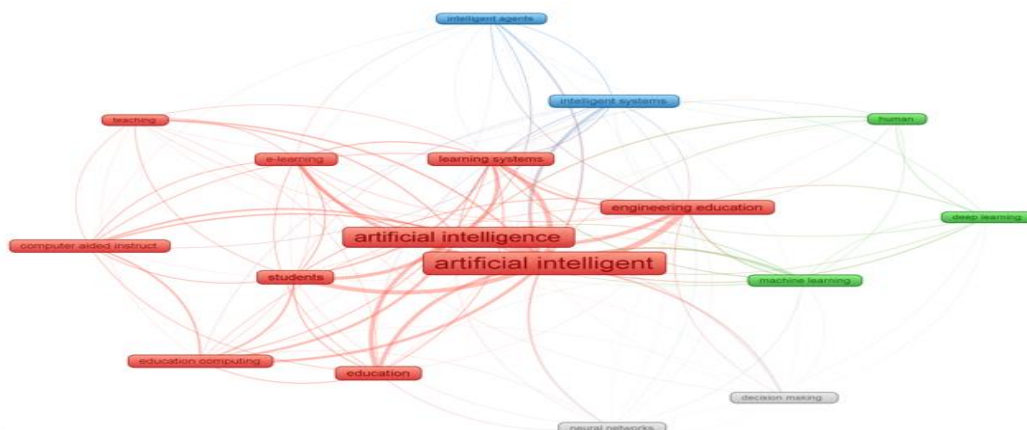 intelligent agents
intelligent systems
teaching
human
e-learning
learning systems
engineering education
deep learning
artificial intelligence
computer aided instruct.
artificial intelligent
students
machine learning
education computing
education
decision making
neural networks